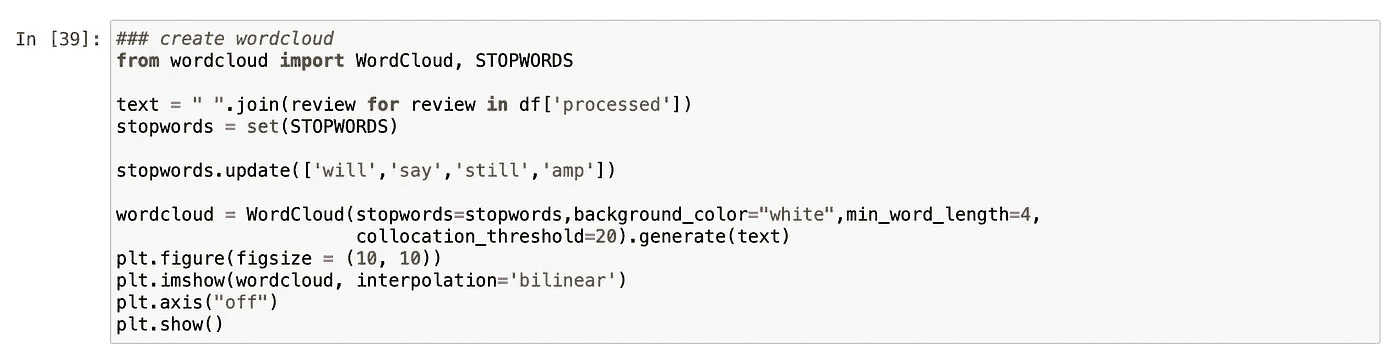 In [39]: ### create wordcloud
from wordcloud import WordCloud, STOPWORDS
text = " ".join(review for review in df['processed'])
stopwords = set(STOPWORDS)
stopwords.update(['will','say','still','amp'])
wordcloud = WordCloud(stopwords=stopwords,background_color="white",min_word_length=4,
collocation_threshold=20).generate(text)
plt.figure(figsize = (10, 10))
plt.imshow(wordcloud, interpolation='bilinear')
plt.axis("off")
plt.show()